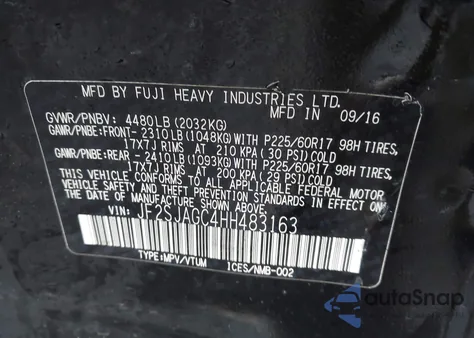 MFD BY FUJI HEAVY INDUSTRIES LTD.
MFD IN 09/16
GVWR/PNBV: 4480LB (2032KG)
GAWR/PNBE:FRONT- 2310LB(1048KG)WITH P225/60R17 98H TIRES,
17X7J RIMS AT 210 KPA (30 PSI)COLD
GAWR/PNBE:REAR -2410LB(1093KG)WITH P225/60R17 98H TIRES,
17X7J RIMS AT 200 KPA (29 PSI)COLD
THIS VEHICLE CONFORMS TO ALL APPLICABLE FEDERAL MOTOR
VEHICLE SAFETY AND THEFT PREVENTION STANDARDS IN EFFECT ON
THE DATE OF MANUFACTURE SHOWN ABOVE.
VIN: JF2SJAGC4HH483163
TYPE:MPV/VTUM ICES/NMB-002
autoSnap